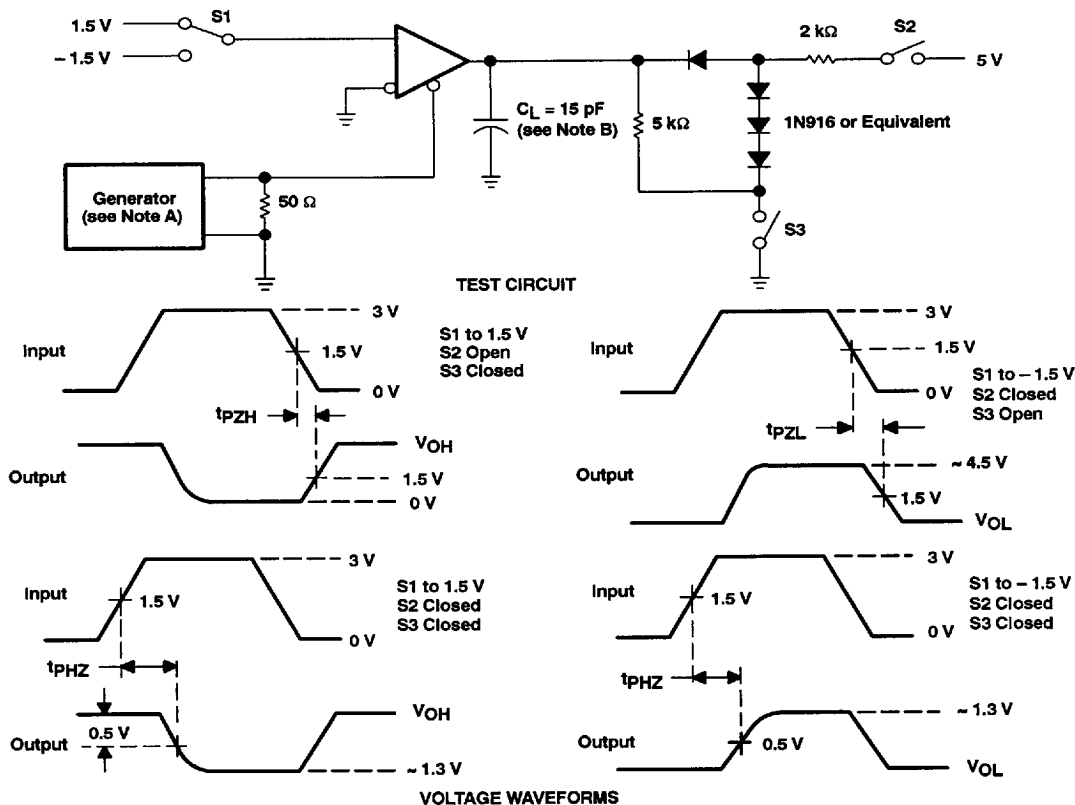 1.5 V
S1
– 1.5 V
2 kΩ
S2
5 V
CL = 15 pF
(see Note B)
5 kΩ
1N916 or Equivalent
Generator
(see Note A)
50 Ω
S3
TEST CIRCUIT
3 V
Input
1.5 V
0 V
S1 to 1.5 V
S2 Open
S3 Closed
tPZH
VOH
Output
1.5 V
0 V
3 V
Input
1.5 V
0 V
S1 to – 1.5 V
S2 Closed
S3 Open
tPZL
~ 4.5 V
Output
1.5 V
VOL
3 V
Input
1.5 V
0 V
S1 to 1.5 V
S2 Closed
S3 Closed
tPHZ
VOH
0.5 V
Output
~ 1.3 V
3 V
Input
1.5 V
0 V
S1 to – 1.5 V
S2 Closed
S3 Closed
tPHZ
~ 1.3 V
Output
0.5 V
VOL
VOLTAGE WAVEFORMS